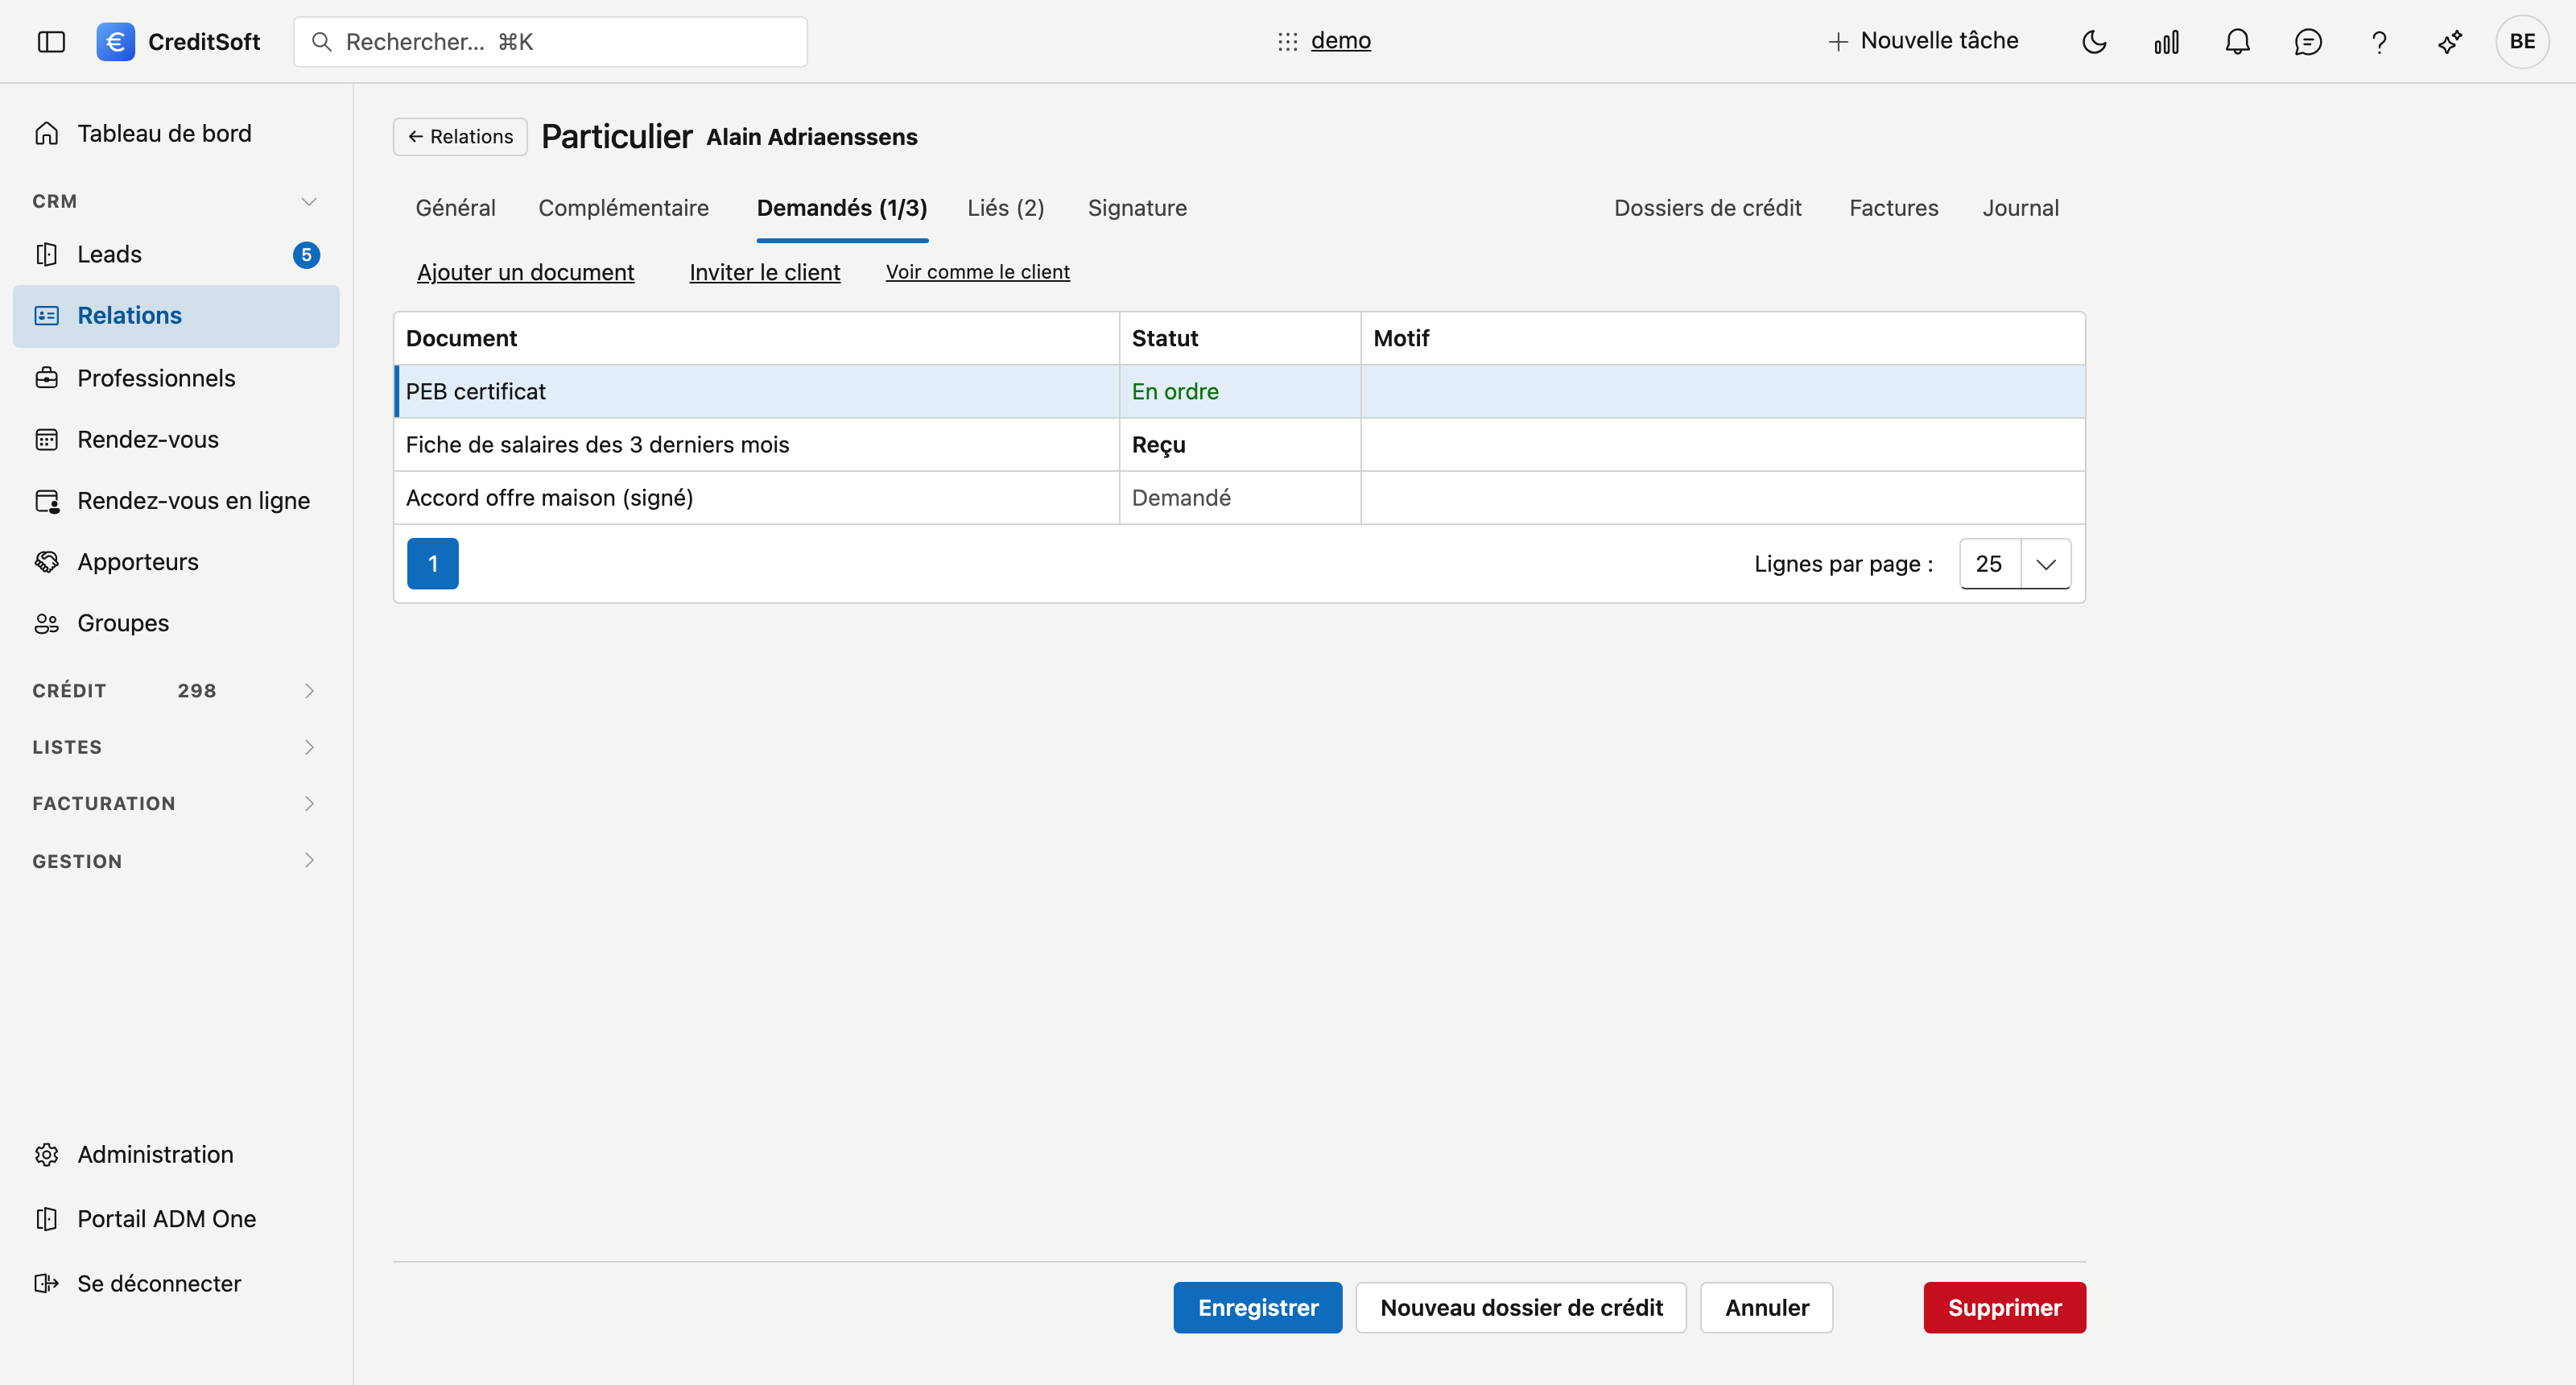 CreditSoft
Rechercher... ⌘K
demo
Nouvelle tâche
BE
Tableau de bord
CRM
Leads 5
Relations
Professionnels
Rendez-vous
Rendez-vous en ligne
Apporteurs
Groupes
CRÉDIT 298
LISTES
FACTURATION
GESTION
Administration
Portail ADM One
Se déconnecter
← Relations Particulier Alain Adriaenssens
Général Complémentaire Demandés (1/3) Liés (2) Signature Dossiers de crédit Factures Journal
Ajouter un document Inviter le client Voir comme le client
Document Statut Motif
PEB certificat En ordre
Fiche de salaires des 3 derniers mois Reçu
Accord offre maison (signé) Demandé
1 Lignes par page : 25
Enregistrer Nouveau dossier de crédit Annuler Supprimer